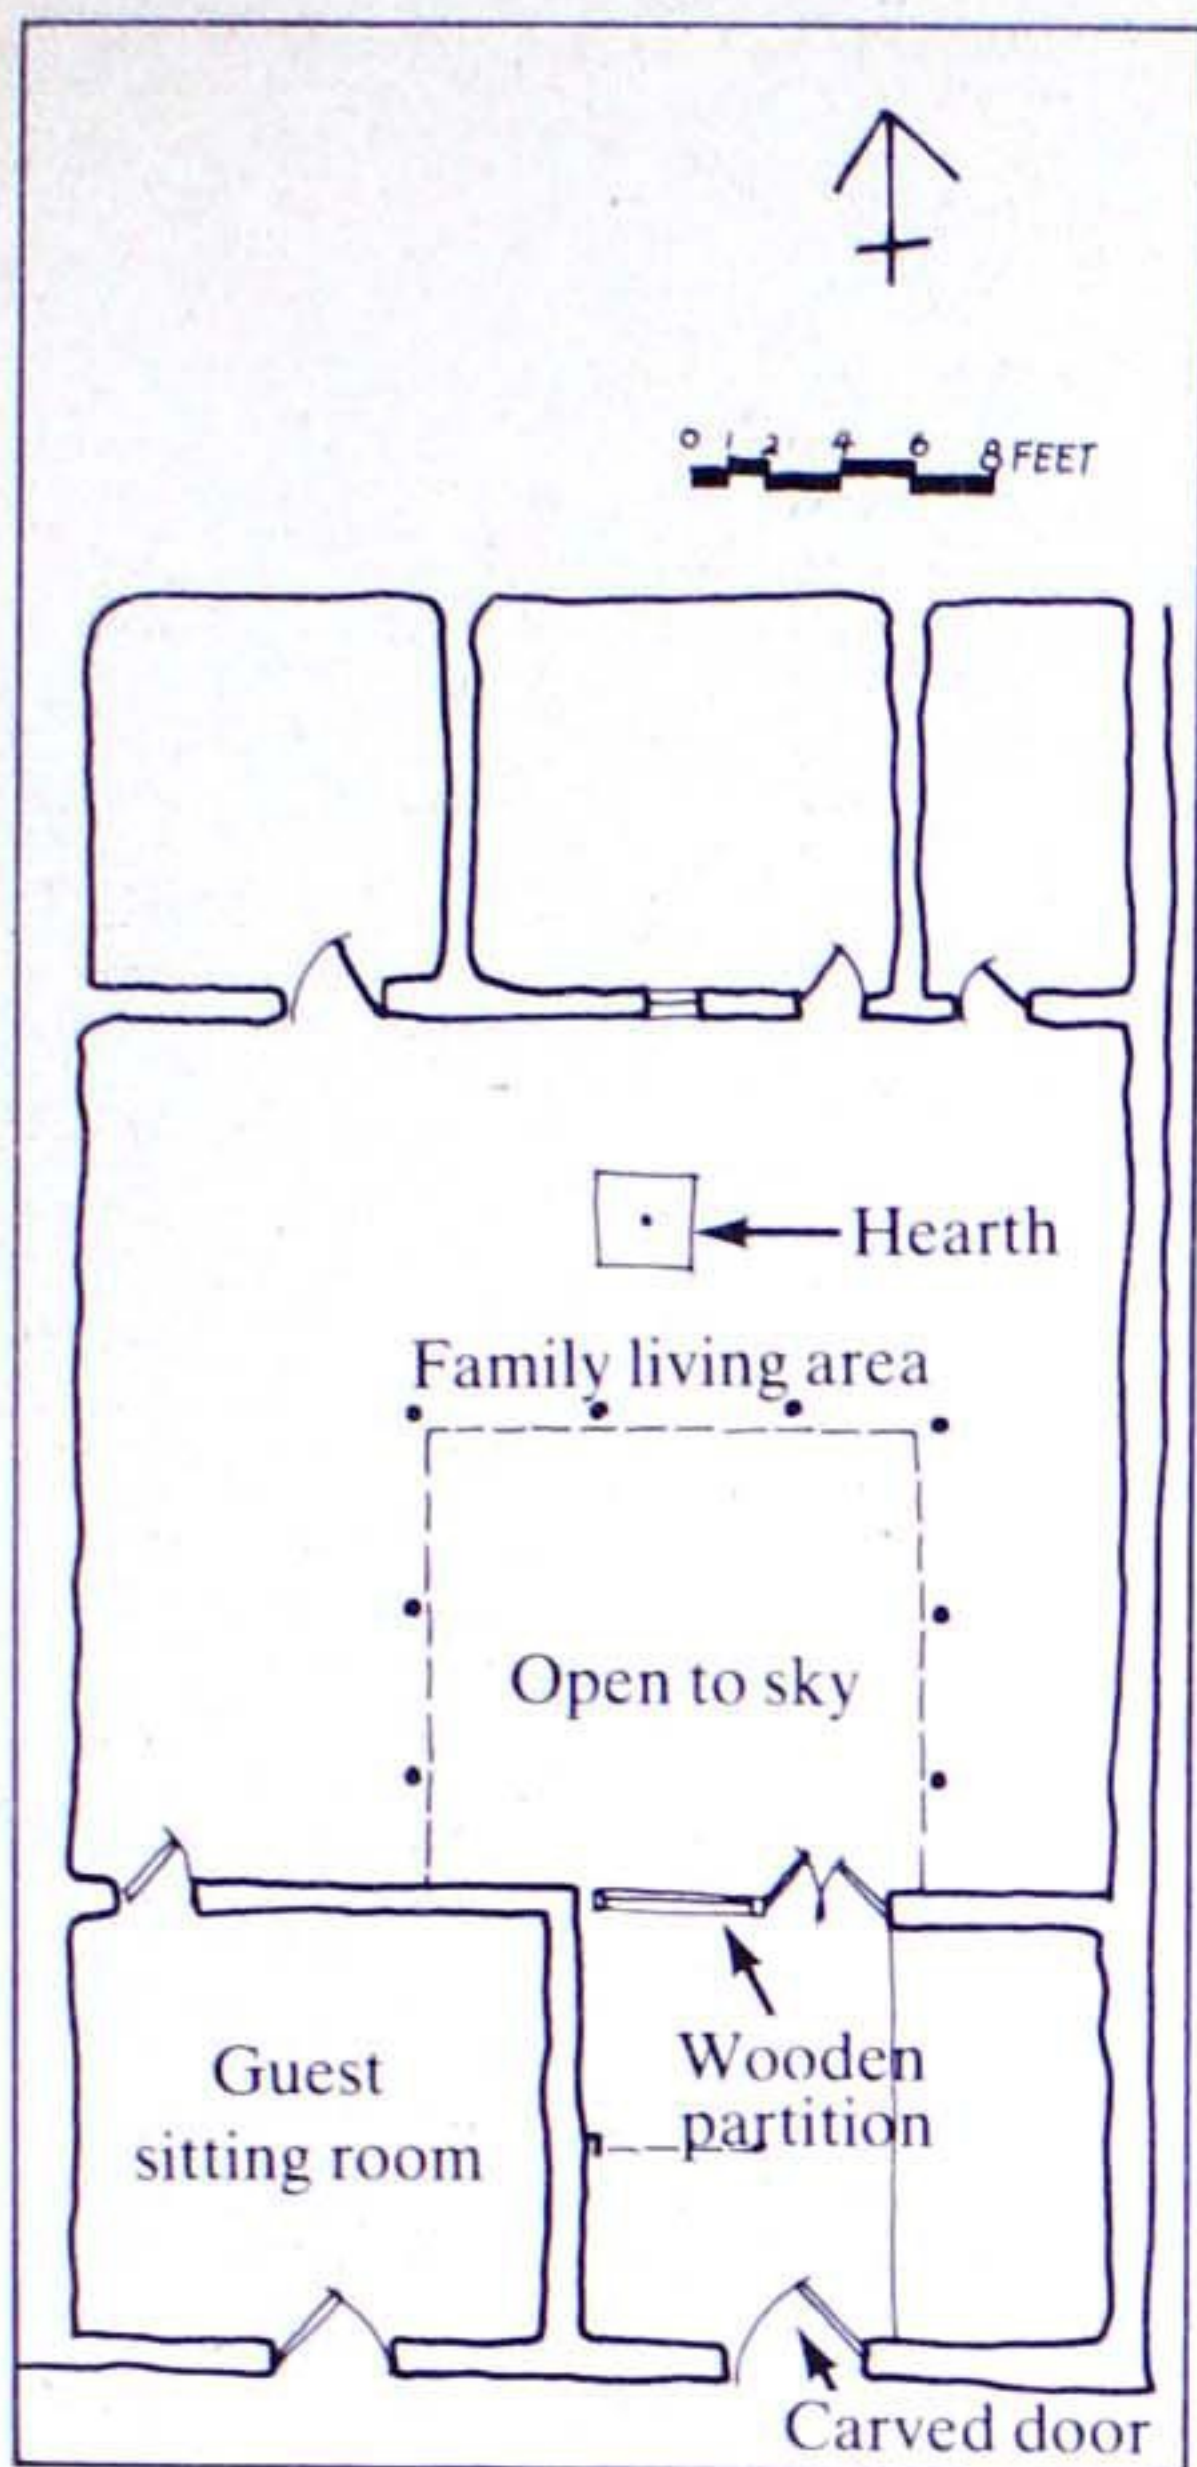 0 1 2 4 6 8 FEET
Hearth
Family living area
Open to sky
Guest
sitting room
Wooden
partition
Carved door